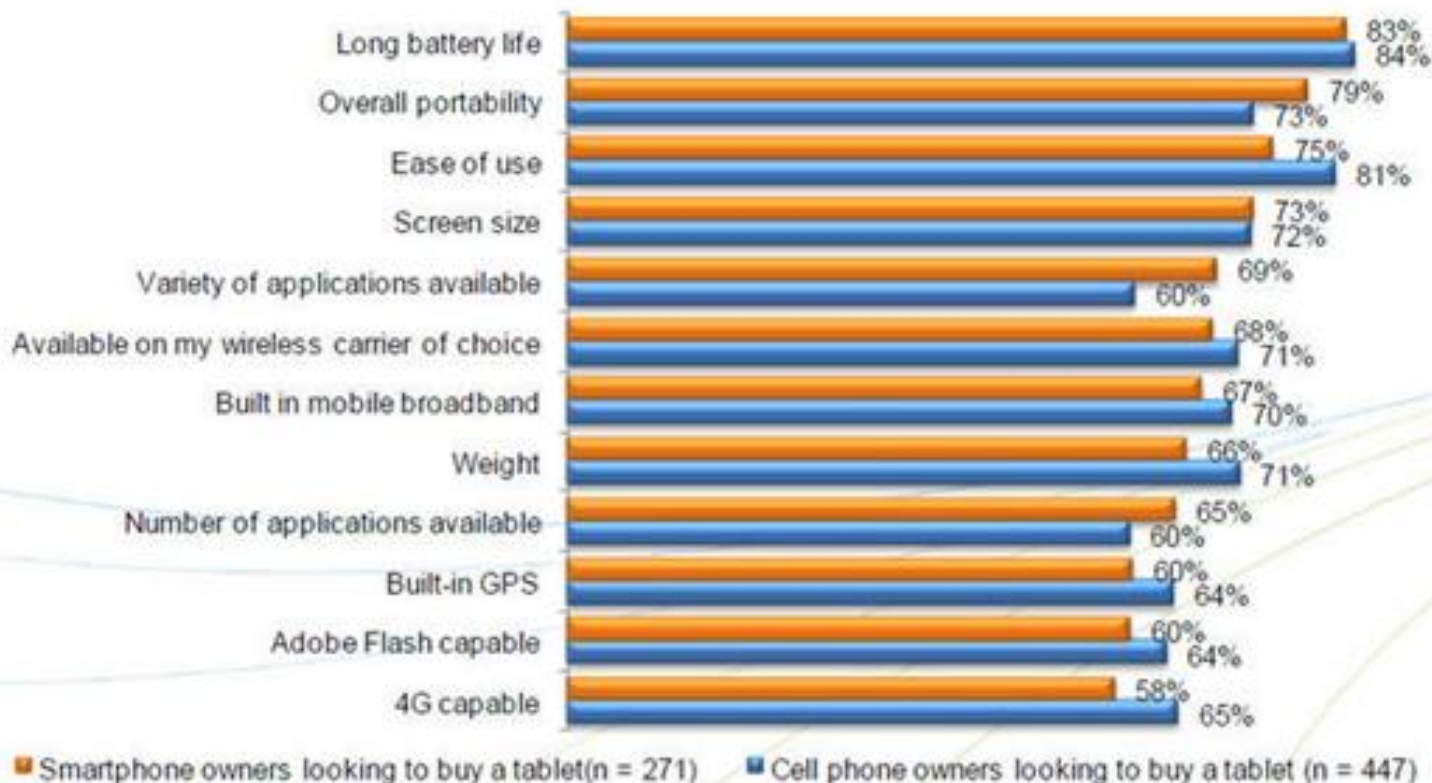 Long battery life 83% 84%
Overall portability 79% 73%
Ease of use 75% 81%
Screen size 73% 72%
Variety of applications available 69% 60%
Available on my wireless carrier of choice 68% 71%
Built in mobile broadband 67% 70%
Weight 66% 71%
Number of applications available 65% 60%
Built-in GPS 60% 64%
Adobe Flash capable 60% 64%
4G capable 58% 65%
Smartphone owners looking to buy a tablet(n = 271) Cell phone owners looking to buy a tablet (n = 447)